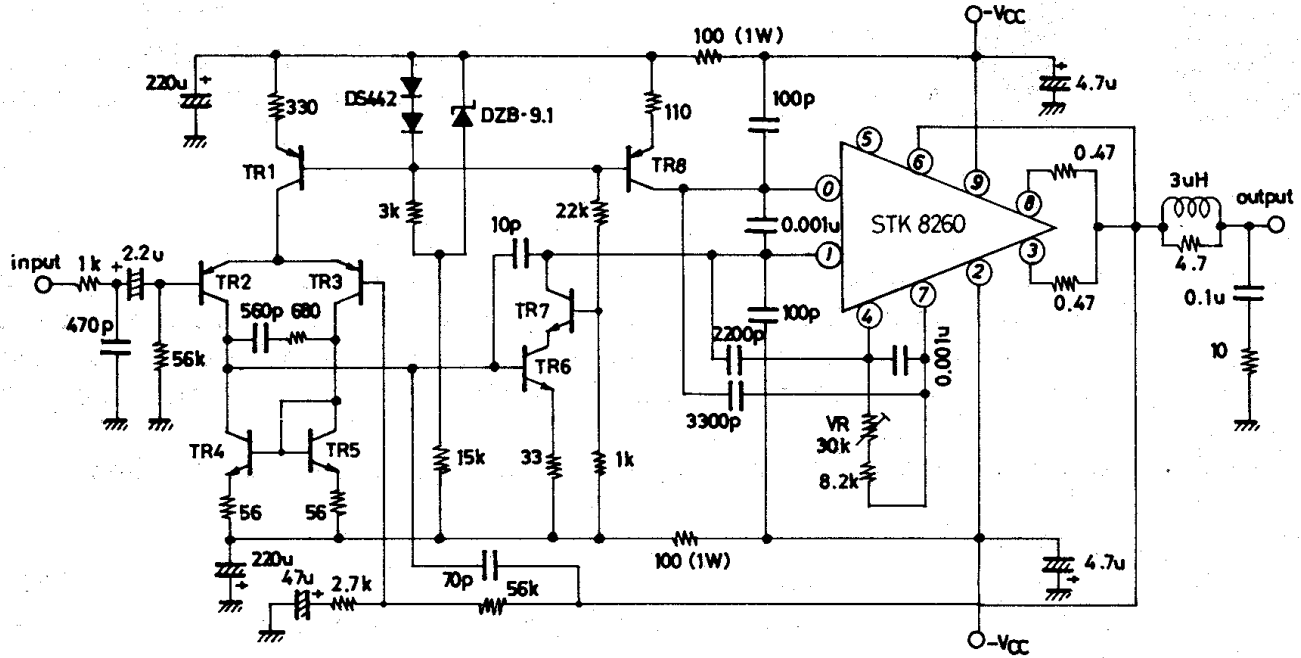 -VCC
100 (1W)
220u +
330
DS442
DZB-9.1
110
100p
+
4.7u
TR1
TR8
5
6
9
0.47
3uH
output
0
8
3k
22k
0.001u
STK 8260
10p
1
3
4.7
input
1k
+
2.2u
TR2
TR3
2
0.47
0.1u
560p
680
TR7
100p
7
4
470p
56k
2200p
0.001u
10
TR6
3300p
VR
30k
TR4
TR5
15k
33
1k
8.2k
56
56
100 (1W)
220u
+
47u
+
2.7k
70p
56k
4.7u
+
-VCC